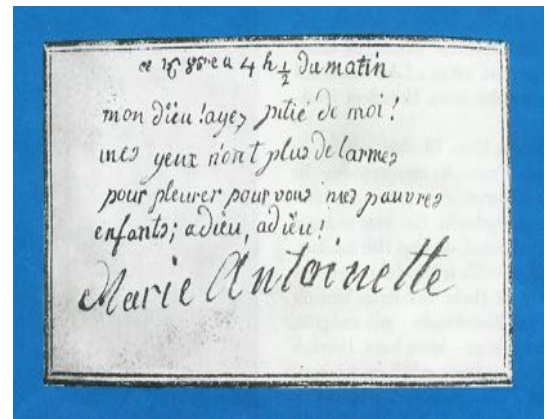 ce 16 8bre a 4 h ½ du matin
mon dieu ! ayez pitié de moi !
mes yeux n'ont plus de larmes
pour pleurer pour vous mes pauvres
enfants ; adieu, adieu !
Marie Antoinette